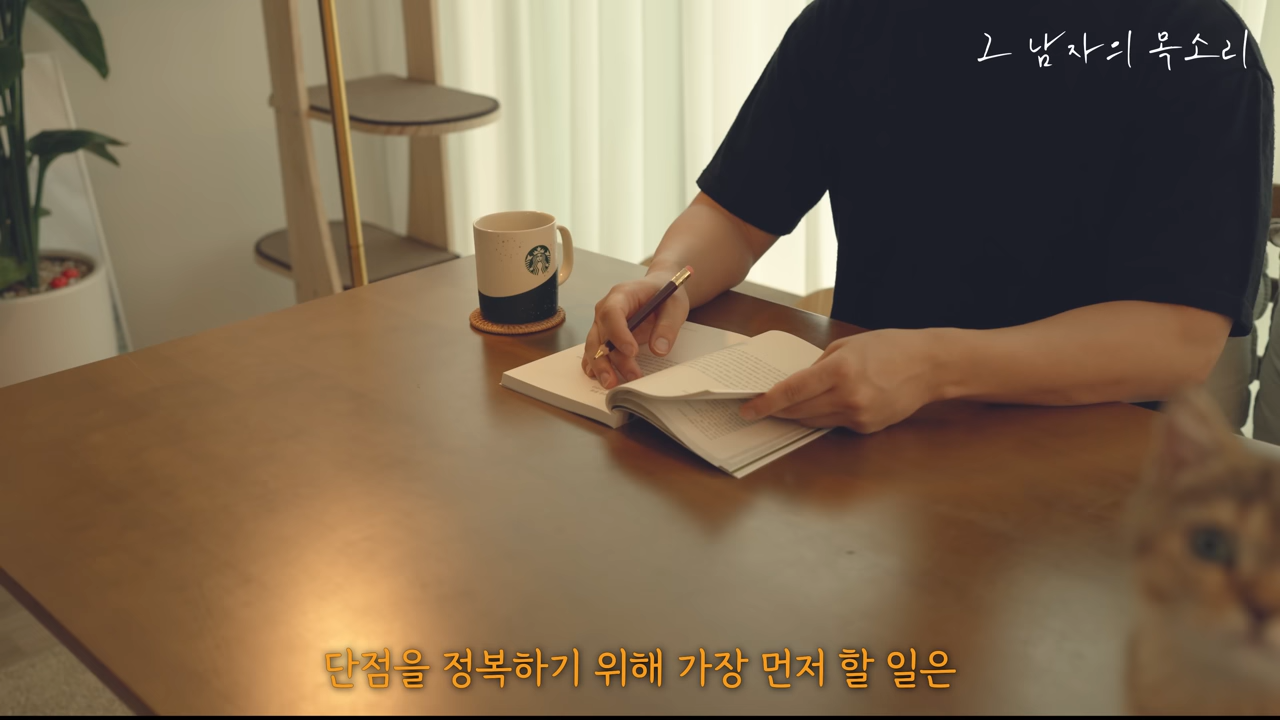 그 남자의 목소리
단점을 정복하기 위해 가장 먼저 할 일은